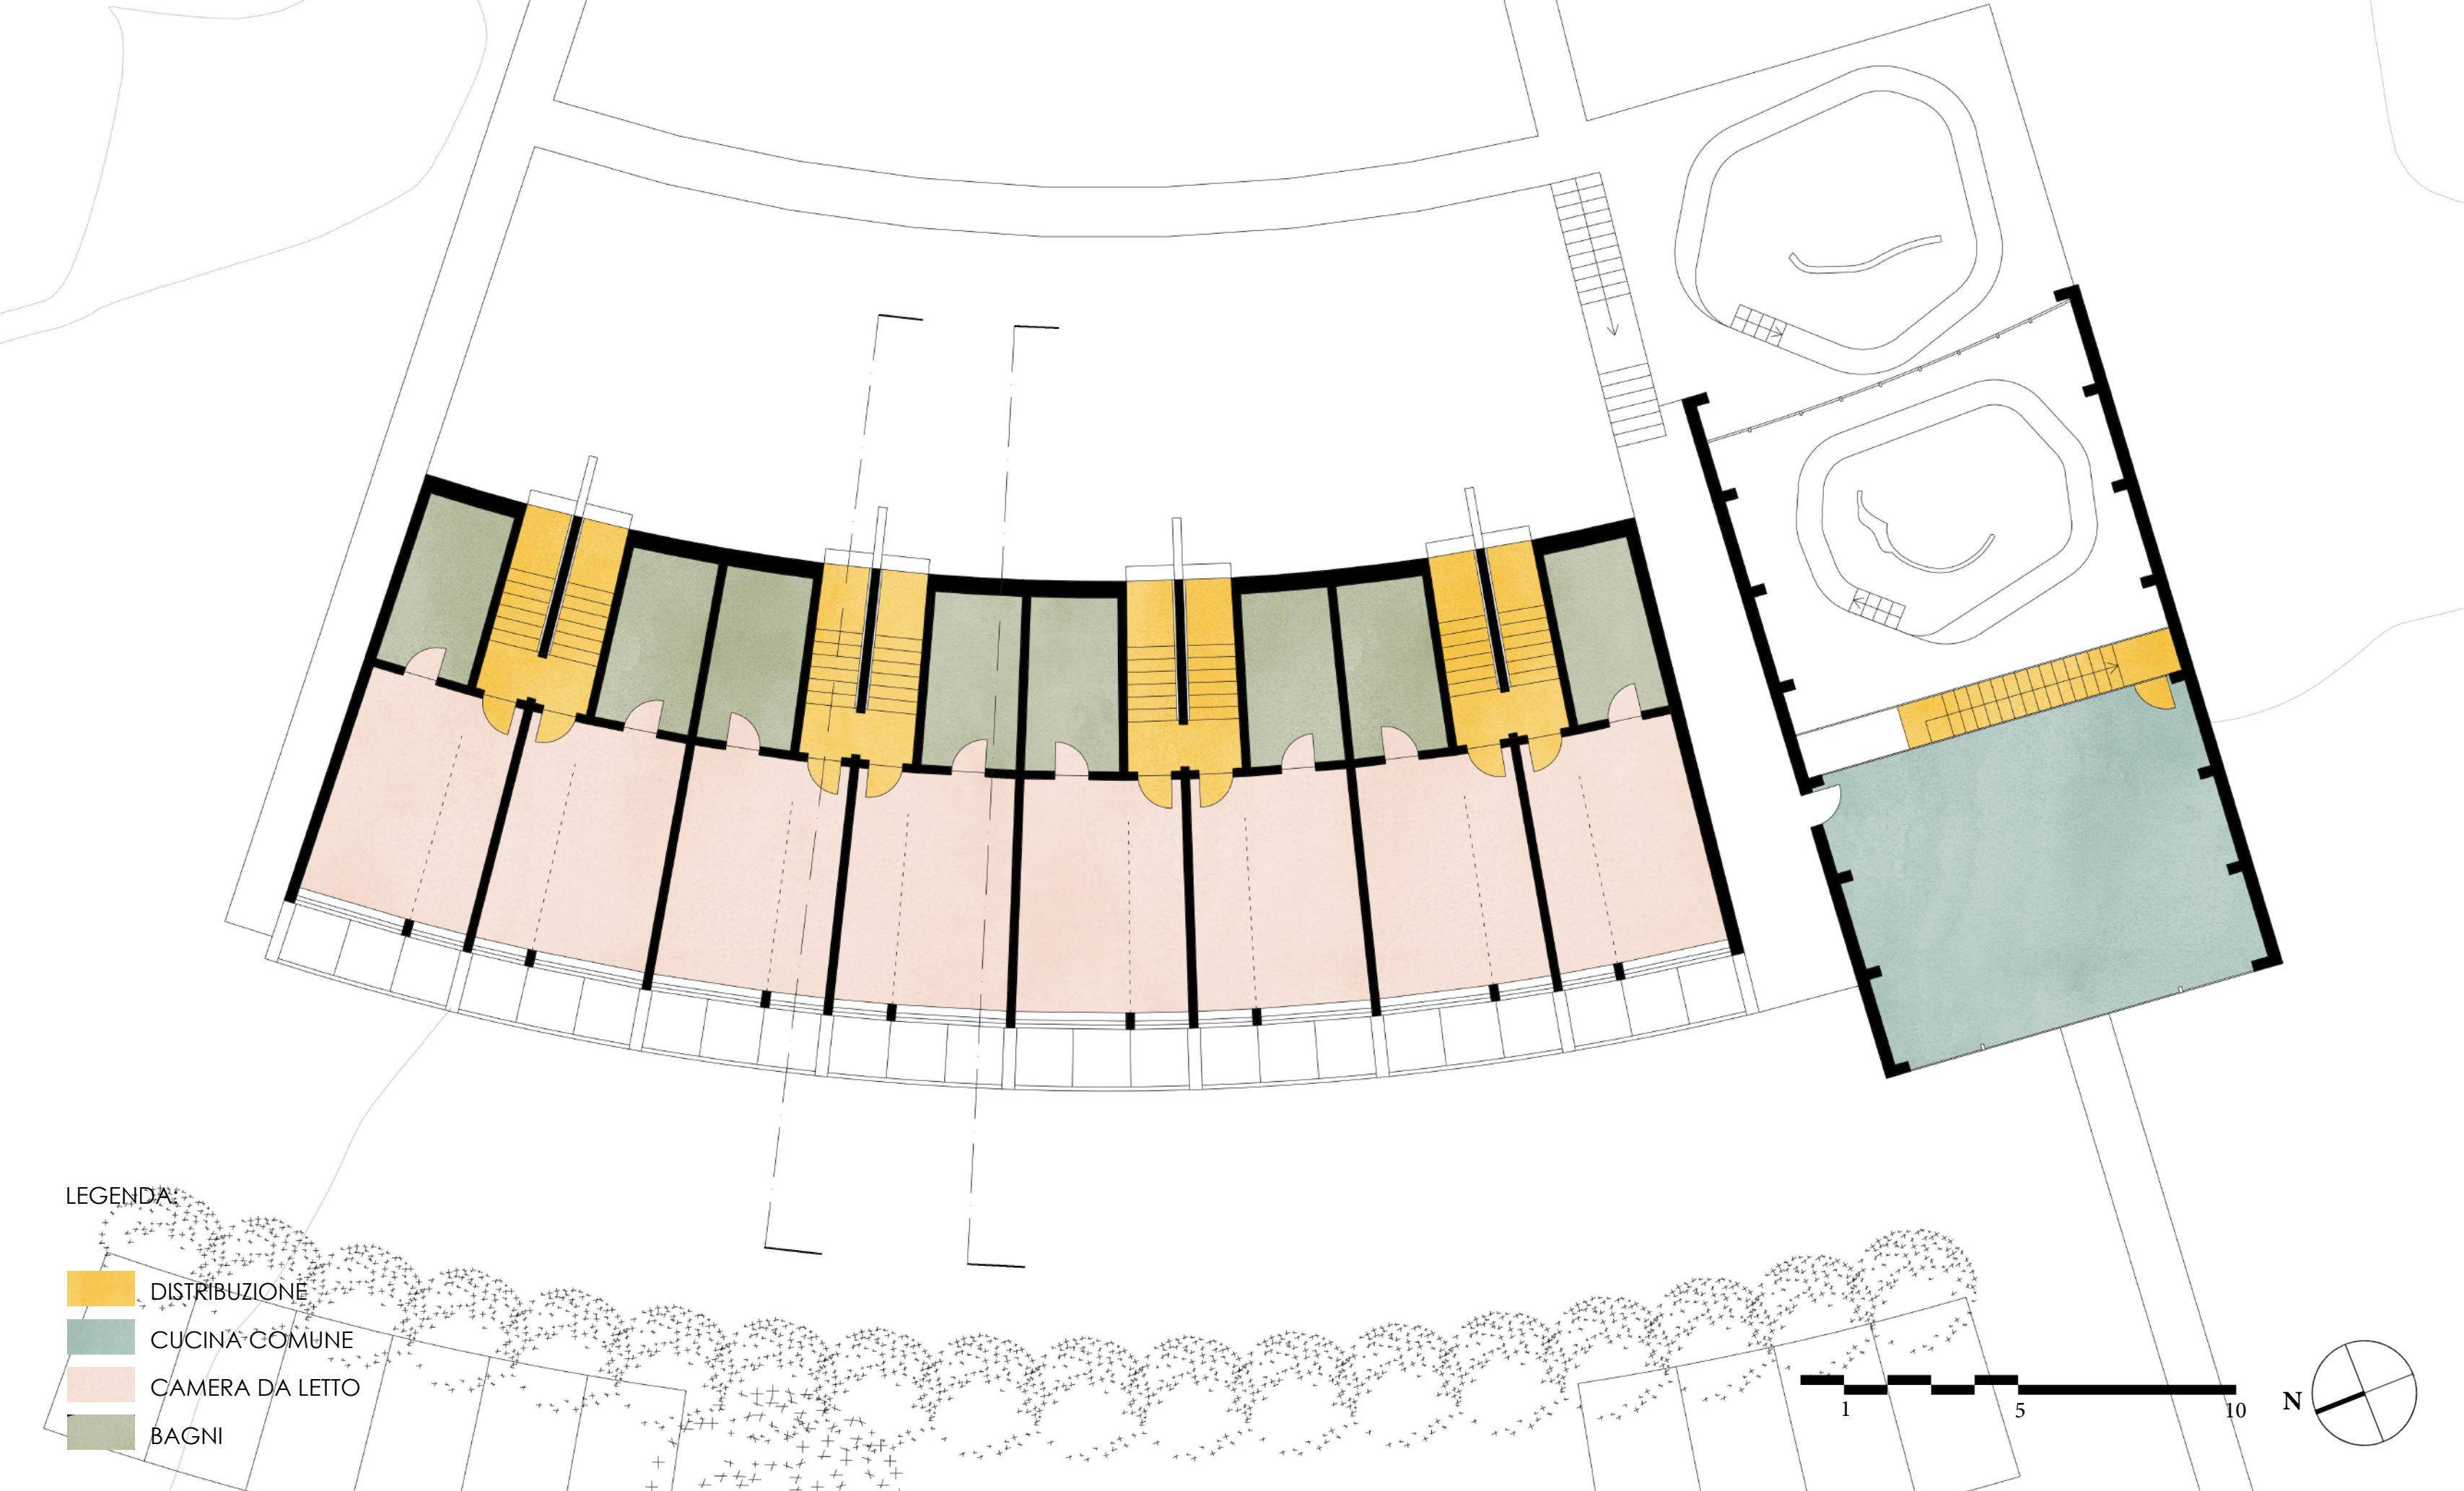 LEGENDA:
DISTRIBUZIONE
CUCINA COMUNE
CAMERA DA LETTO
BAGNI
1 5 10
N